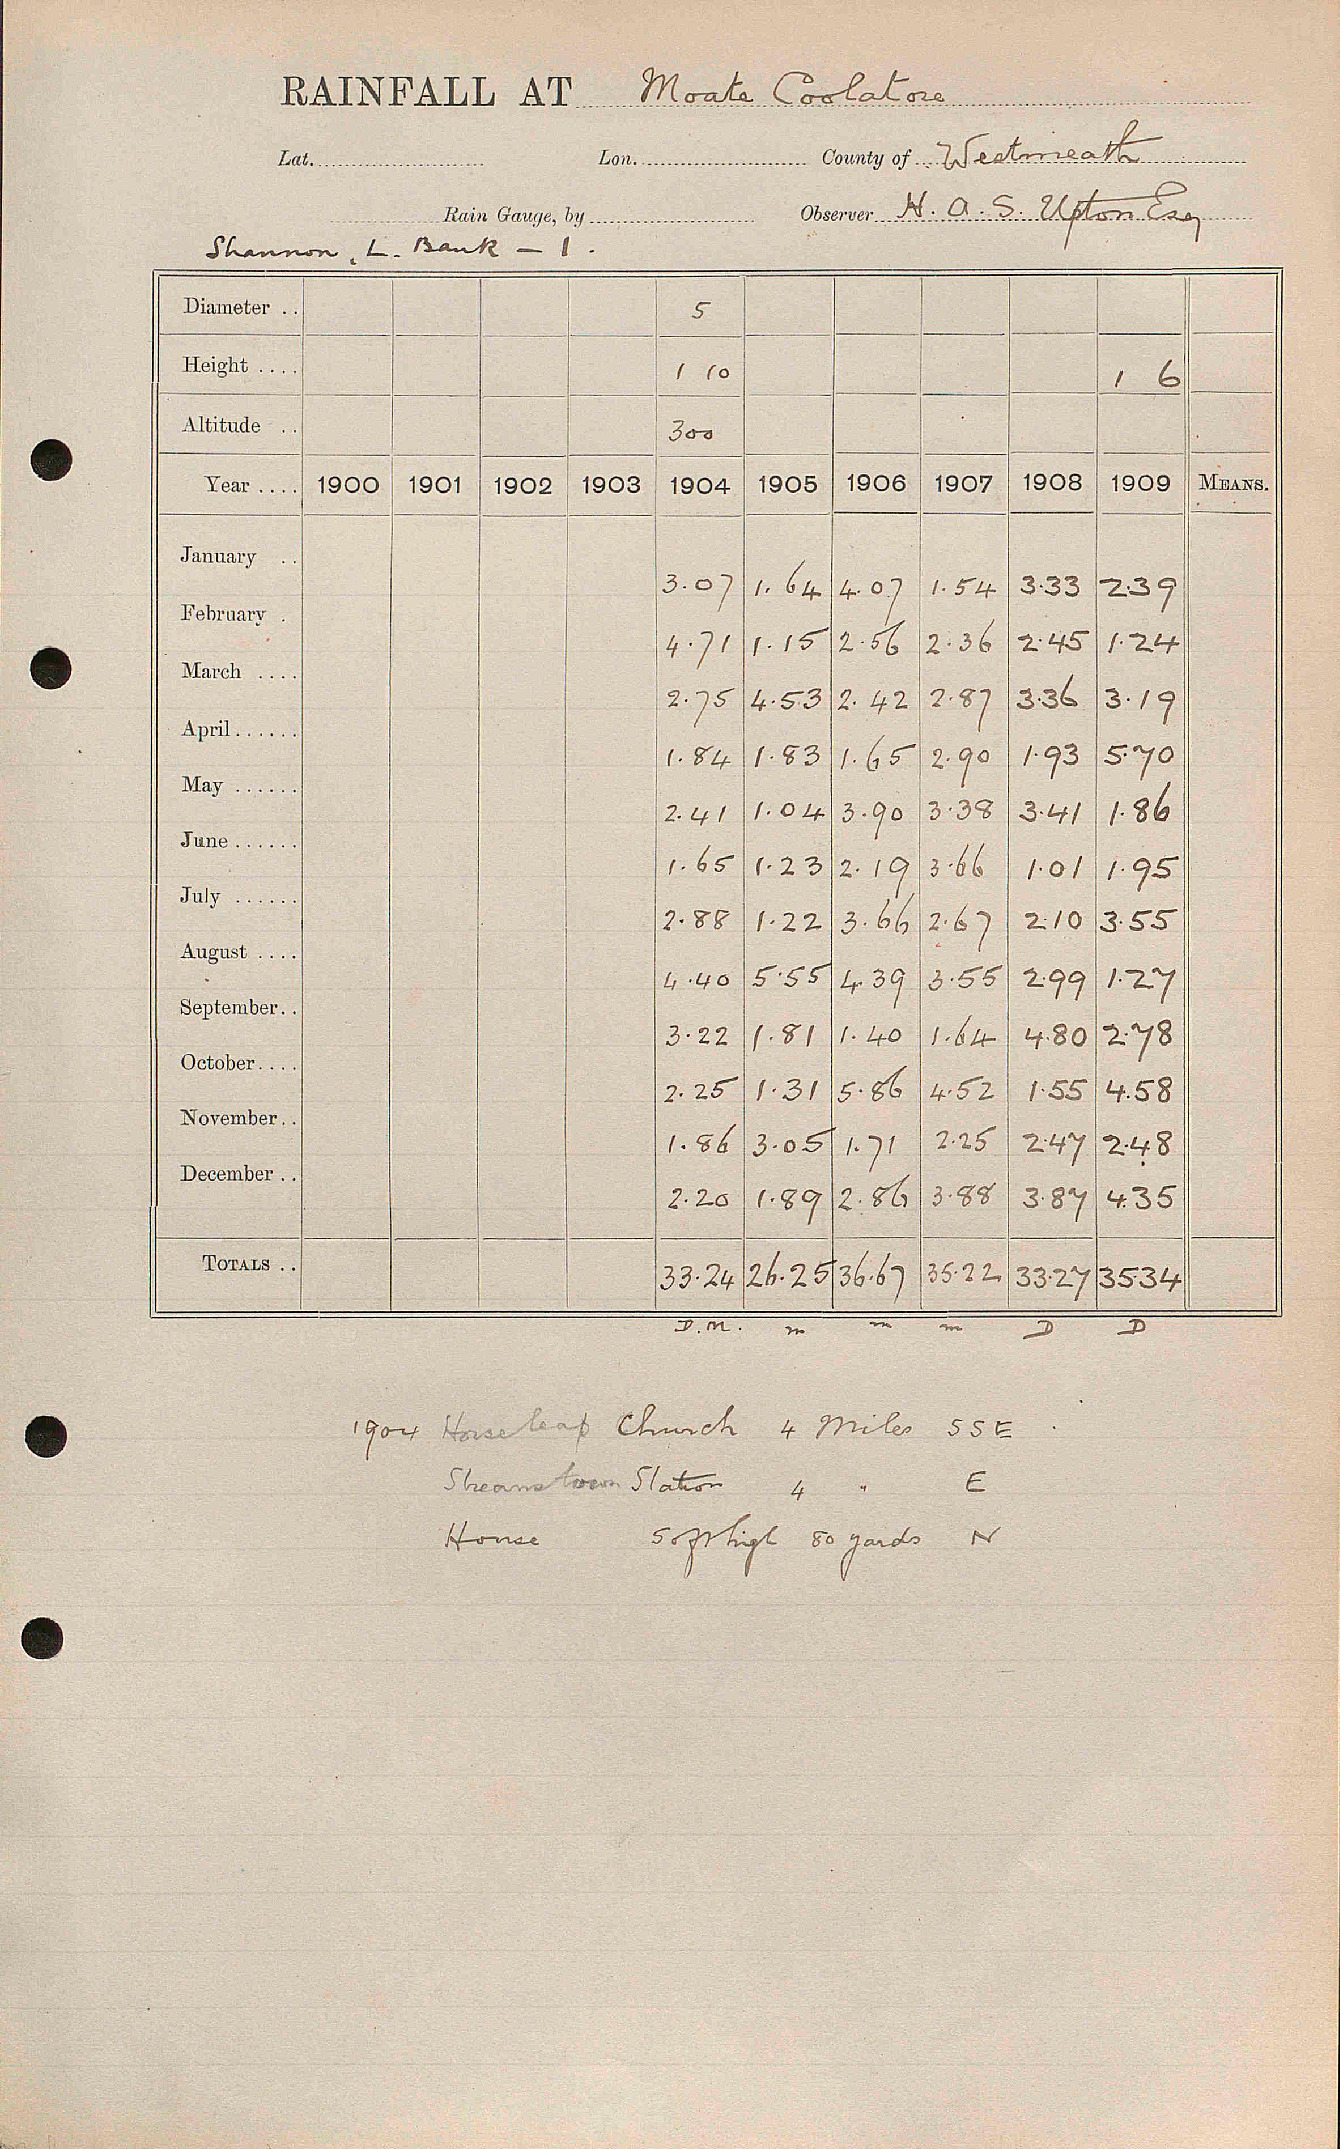 RAINFALL AT Moate Coolatore
Lat. Lon. County of Westmeath
Rain Gauge, by Observer H. A. S. Upton Esq
Shannon, L. Bank – 1.
Diameter .. 5
Height .... 1 10 1 6
Altitude .. 300
Year .... 1900 1901 1902 1903 1904 1905 1906 1907 1908 1909 MEANS.
January .. 3.07 1.64 4.07 1.54 3.33 2.39
February . 4.71 1.15 2.56 2.36 2.45 1.24
March .... 2.75 4.53 2.42 2.87 3.36 3.19
April...... 1.84 1.83 1.65 2.90 1.93 5.70
May ...... 2.41 1.04 3.90 3.38 3.41 1.86
June ...... 1.65 1.23 2.19 3.66 1.01 1.95
July ...... 2.88 1.22 3.66 2.67 2.10 3.55
August .... 4.40 5.55 4.39 3.55 2.99 1.27
September.. 3.22 1.81 1.40 1.64 4.80 2.78
October.... 2.25 1.31 5.86 4.52 1.55 4.58
November.. 1.86 3.05 1.71 2.25 2.47 2.48
December .. 2.20 1.89 2.86 3.88 3.87 4.35
TOTALS .. 33.24 26.25 36.67 35.22 33.27 35.34
D.M. m m m D D
1904 Horseleap Church 4 Miles SSE
Streamstown Station 4 " E
House 50ft high 80 yards N